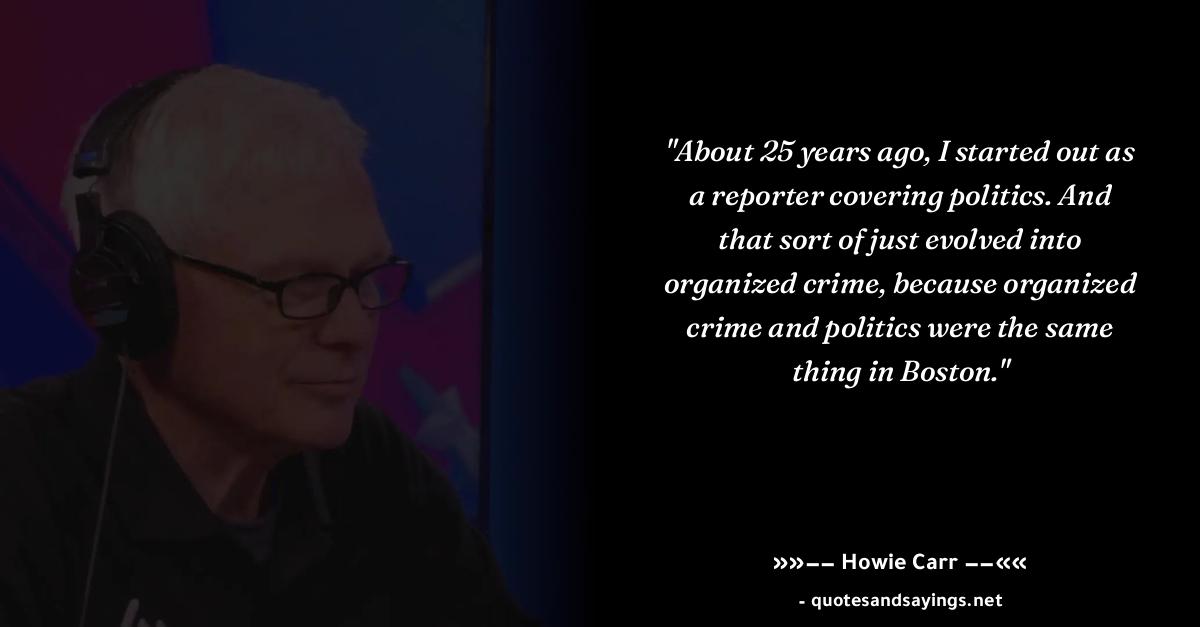 "About 25 years ago, I started out as
a reporter covering politics. And
that sort of just evolved into
organized crime, because organized
crime and politics were the same
thing in Boston."
»»–– Howie Carr ––««
- quotesandsayings.net